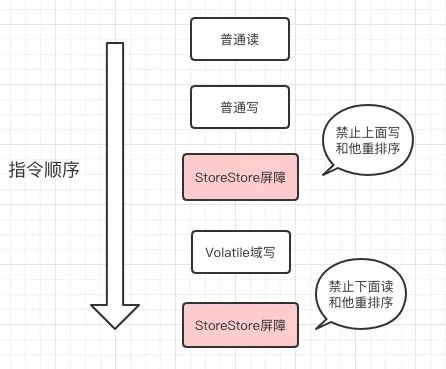 普通读
普通写
禁止上面写
和他重排序
指令顺序
StoreStore屏障
Volatile域写
禁止下面读
和他重排序
StoreStore屏障